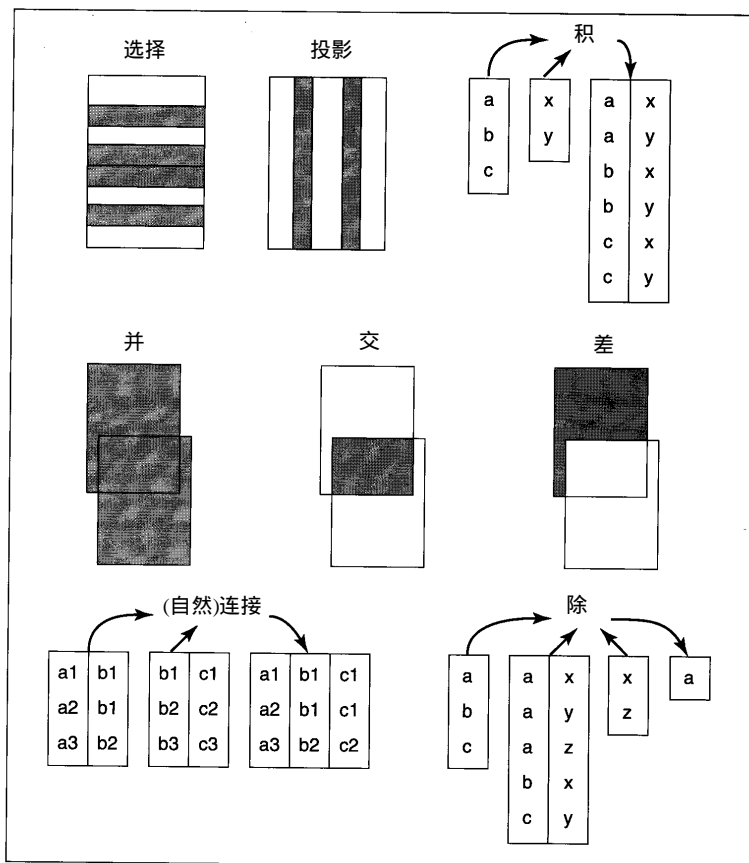 选择
投影
积
a
b
c
x
y
a x
a y
b x
b y
c x
c y
并
交
差
(自然)连接
a1 b1
a2 b1
a3 b2
b1 c1
b2 c2
b3 c3
a1 b1 c1
a2 b1 c1
a3 b2 c2
除
a
b
c
a x
a y
a z
b x
c y
x
z
a